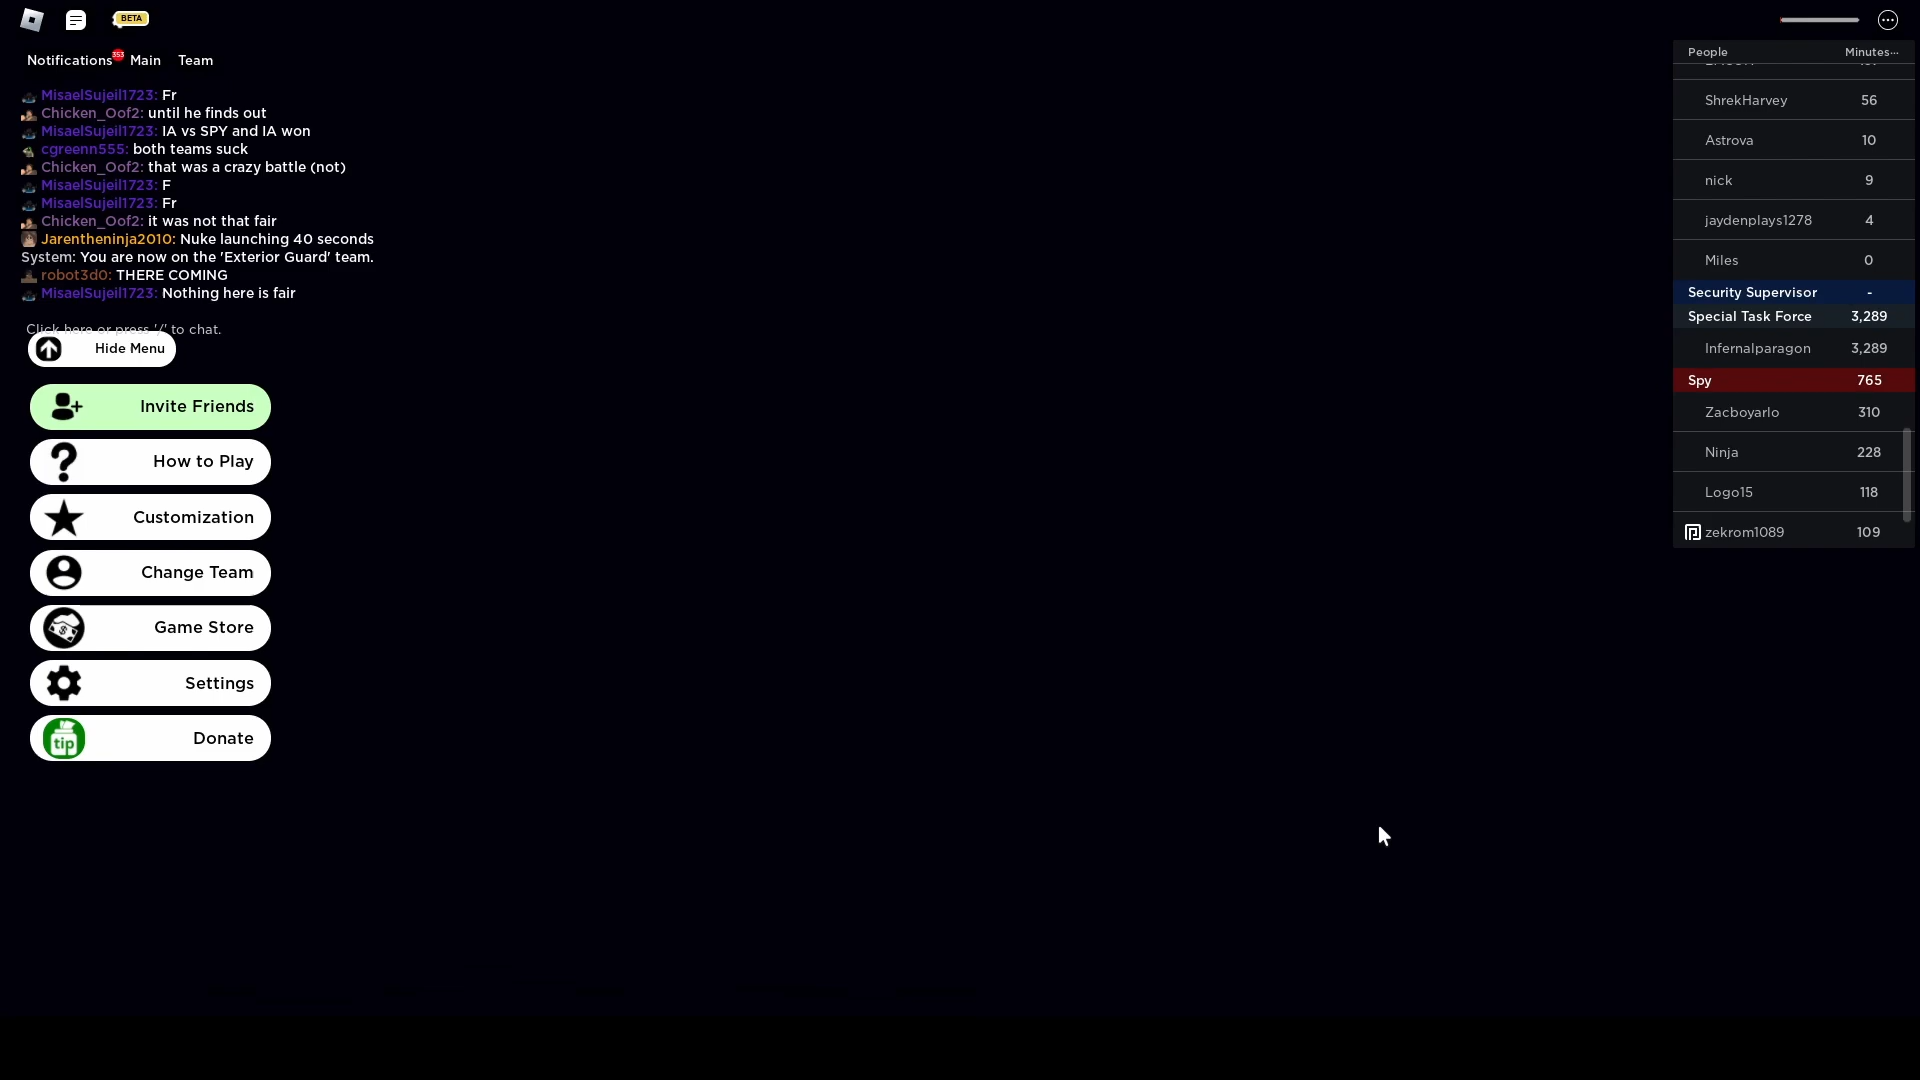 BETA
Notifications 353 Main Team
MisaelSujeil1723: Fr
Chicken_Oof2: until he finds out
MisaelSujeil1723: IA vs SPY and IA won
cgreenn555: both teams suck
Chicken_Oof2: that was a crazy battle (not)
MisaelSujeil1723: F
MisaelSujeil1723: Fr
Chicken_Oof2: it was not that fair
Jarentheninja2010: Nuke launching 40 seconds
System: You are now on the 'Exterior Guard' team.
robot3d0: THERE COMING
MisaelSujeil1723: Nothing here is fair
Click here or press '/' to chat.
Hide Menu
Invite Friends
How to Play
Customization
Change Team
Game Store
Settings
tip Donate
People Minutes...
ShrekHarvey 56
Astrova 10
nick 9
jaydenplays1278 4
Miles 0
Security Supervisor -
Special Task Force 3,289
Infernalparagon 3,289
Spy 765
Zacboyarlo 310
Ninja 228
Logo15 118
zekrom1089 109